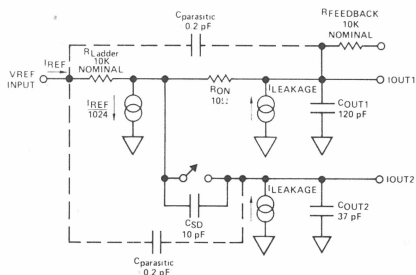 Cparasitic
0.2 pF
RFEEDBACK
10K
NOMINAL
IREF
RLadder
10K
NOMINAL
VREF
INPUT
IOUT1
RON
10Ω
ILEAKAGE
IREF
1024
COUT1
120 pF
IOUT2
ILEAKAGE
CSD
10 pF
COUT2
37 pF
Cparasitic
0.2 pF